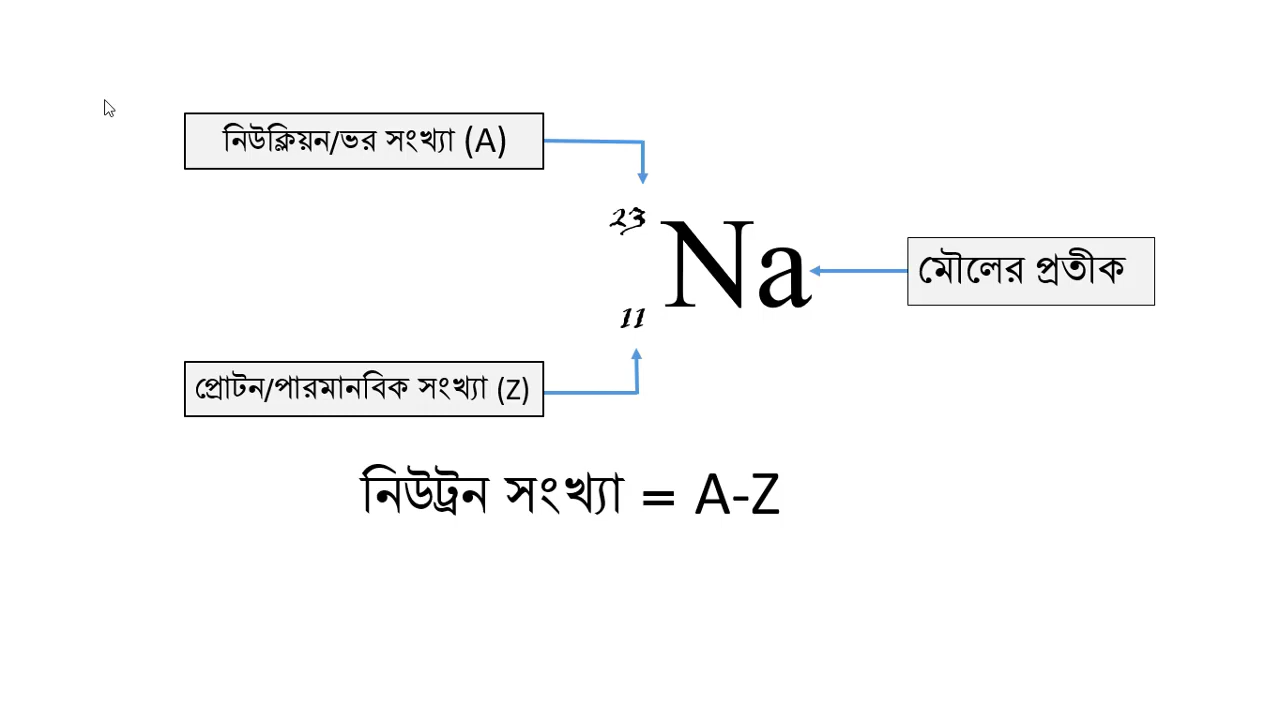 নিউক্লিয়ন/ভর সংখ্যা (A)
23
Na
মৌলের প্রতীক
11
প্রোটন/পারমানবিক সংখ্যা (Z)
নিউট্রন সংখ্যা = A-Z